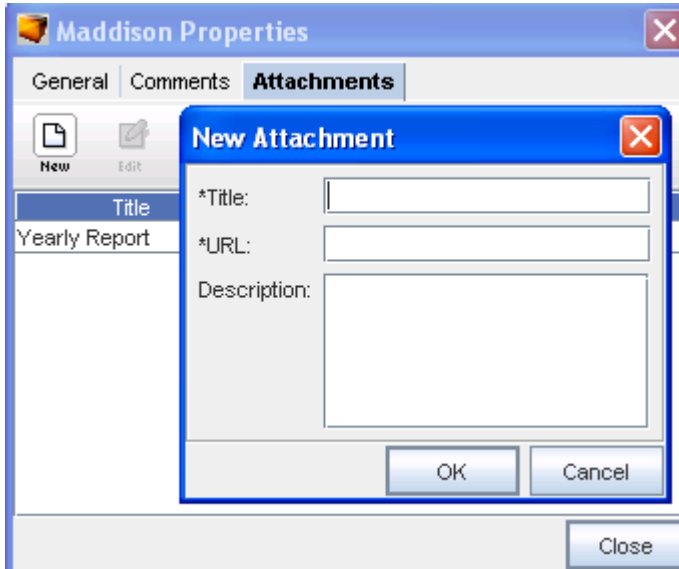 Maddison Properties
General Comments Attachments
New Edit
Title
Yearly Report
New Attachment
*Title:
*URL:
Description:
OK Cancel
Close